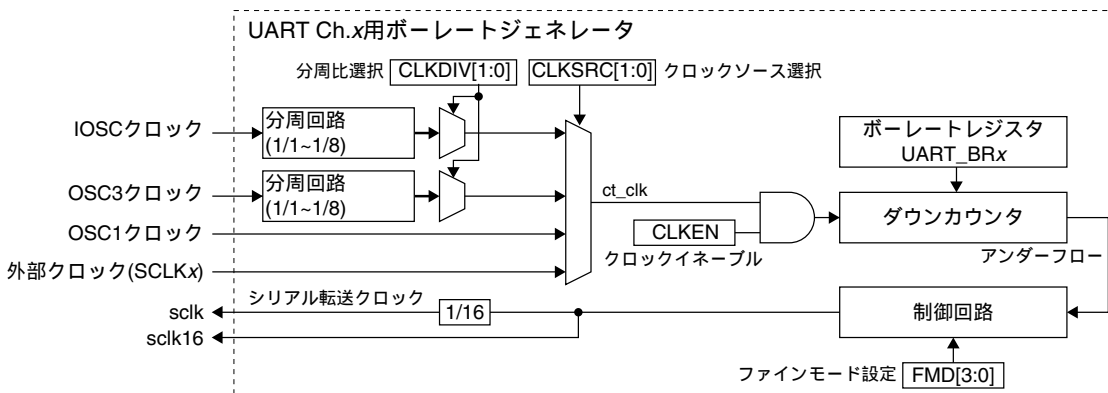 UART Ch.x用ボーレートジェネレータ
分周比選択 CLKDIV[1:0] CLKSRC[1:0] クロックソース選択
IOSCクロック
分周回路
(1/1~1/8)
ボーレートレジスタ
UART_BRx
OSC3クロック
分周回路
(1/1~1/8)
ct_clk
ダウンカウンタ
OSC1クロック
CLKEN
クロックイネーブル
アンダーフロー
外部クロック(SCLKx)
シリアル転送クロック
sclk
1/16
制御回路
sclk16
ファインモード設定 FMD[3:0]